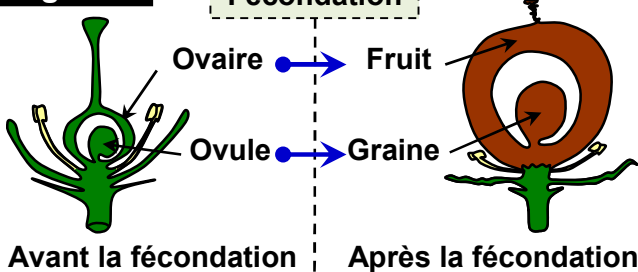 Fécondation
Ovaire
Fruit
Ovule
Graine
Avant la fécondation
Après la fécondation